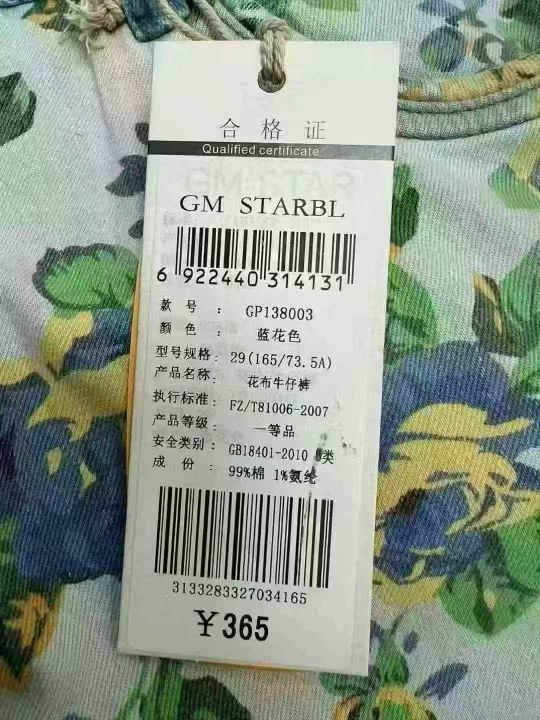 合格证
Qualified certificate
GM STARBL
6 922440 314131
款号: GP138003
颜色: 蓝花色
型号规格: 29(165/73.5A)
产品名称: 花布牛仔裤
执行标准: FZ/T81006-2007
产品等级: 一等品
安全类别: GB18401-2010 类
成份: 99%棉 1%氨纶
3133283327034165
￥365